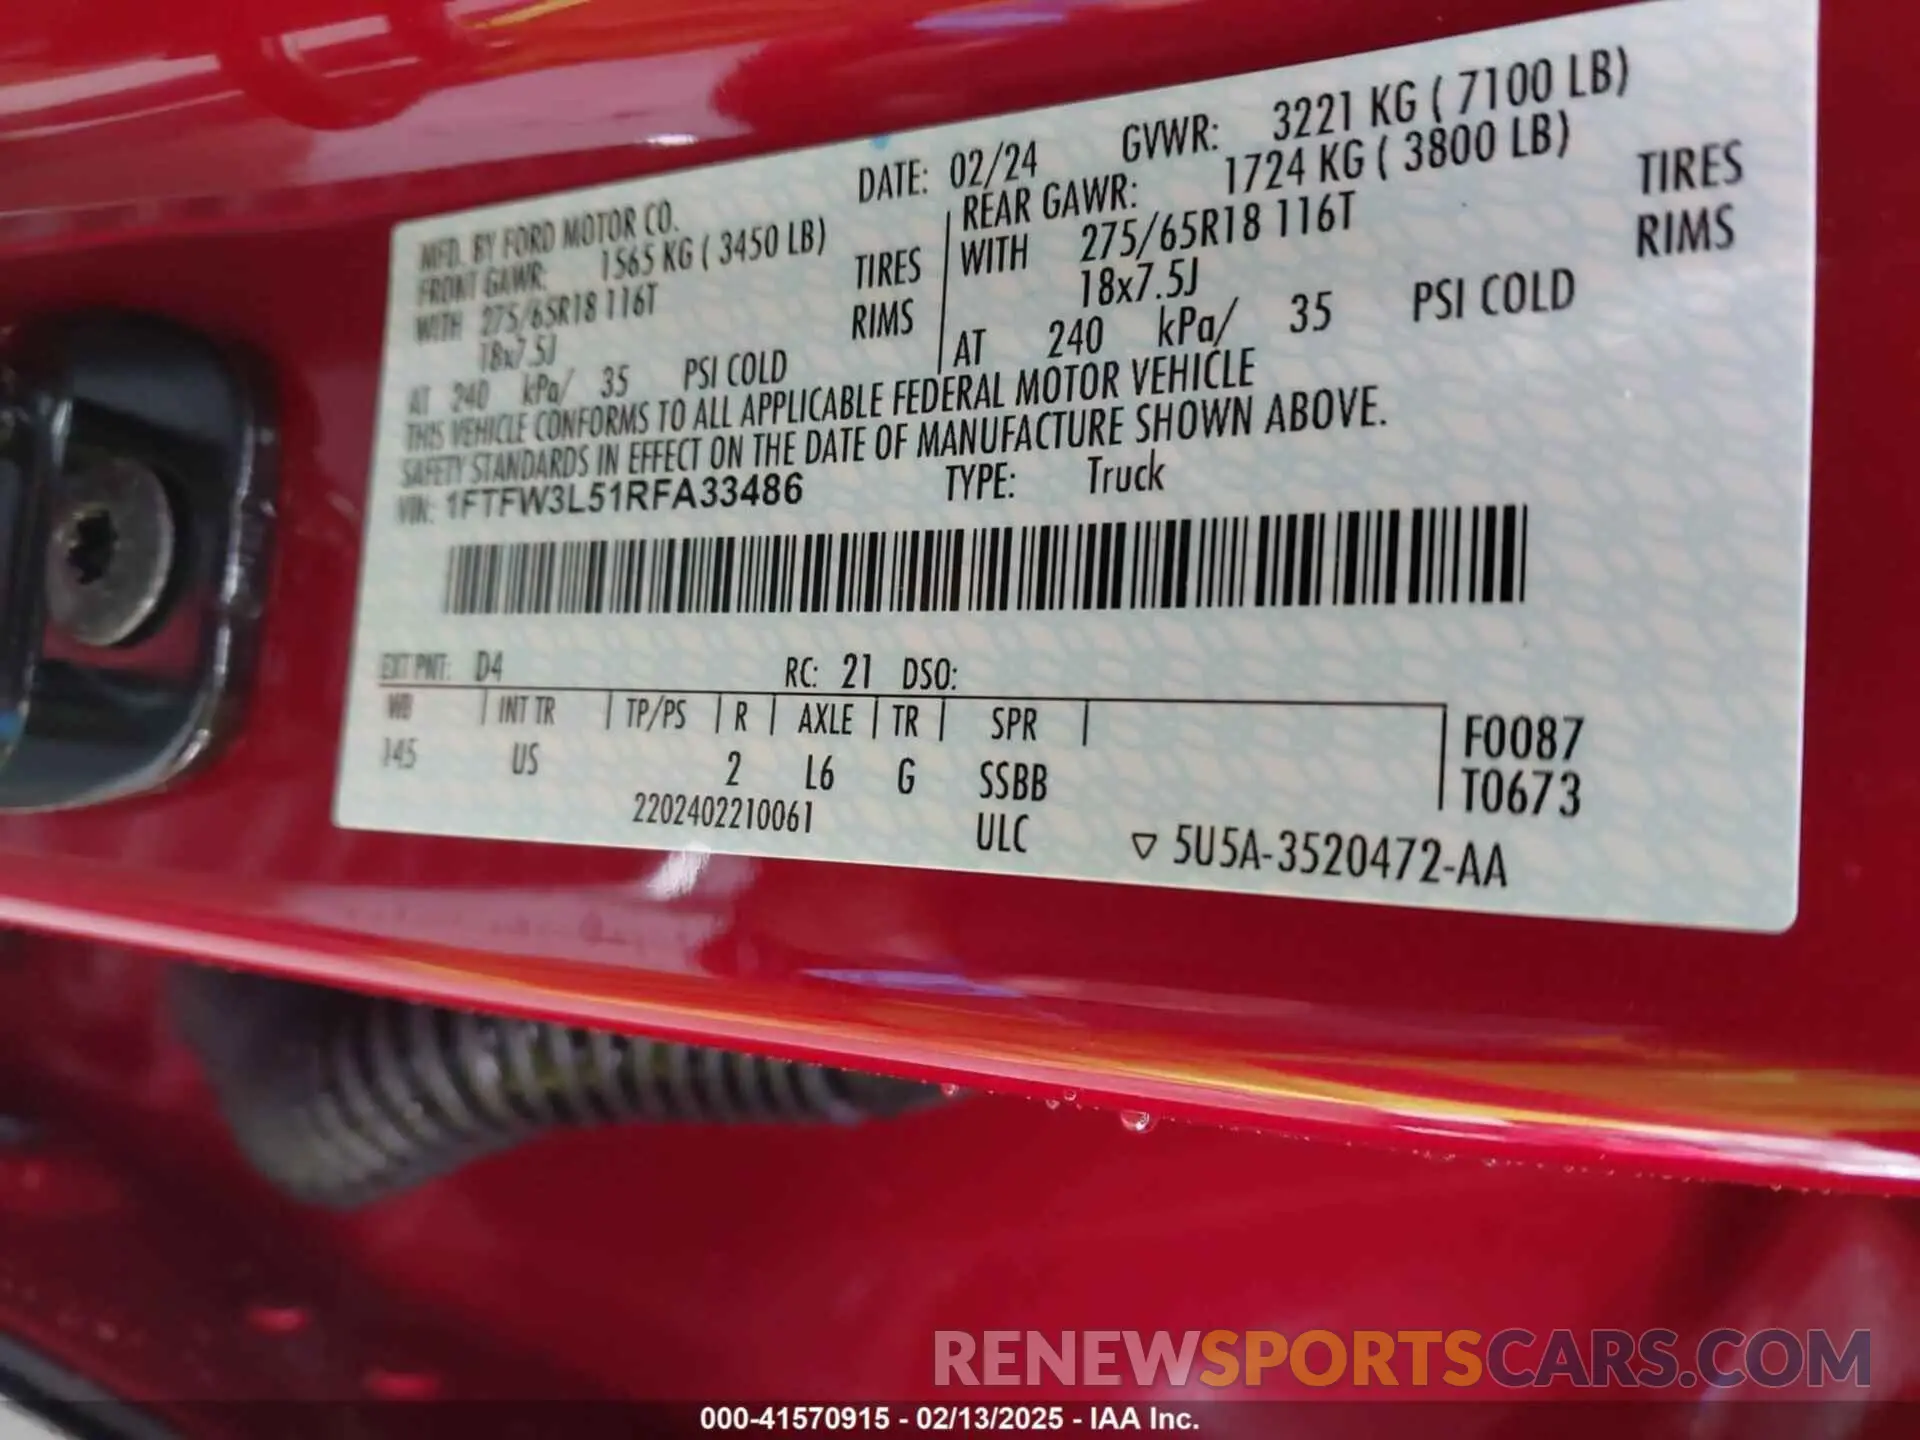 MFD. BY FORD MOTOR CO. DATE: 02/24 GVWR: 3221 KG ( 7100 LB)
FRONT GAWR: 1565 KG ( 3450 LB) REAR GAWR: 1724 KG ( 3800 LB)
WITH 275/65R18 116T TIRES WITH 275/65R18 116T TIRES
18x7.5J RIMS 18x7.5J RIMS
AT 240 kPa/ 35 PSI COLD AT 240 kPa/ 35 PSI COLD
THIS VEHICLE CONFORMS TO ALL APPLICABLE FEDERAL MOTOR VEHICLE
SAFETY STANDARDS IN EFFECT ON THE DATE OF MANUFACTURE SHOWN ABOVE.
VIN: 1FTFW3L51RFA33486 TYPE: Truck
EXT PNT: D4 RC: 21 DSO:
WB INT TR TP/PS R AXLE TR SPR F0087
145 US 2 L6 G SSBB T0673
2202402210061 ULC ▽ 5U5A-3520472-AA
RENEWSPORTSCARS.COM
000-41570915 - 02/13/2025 - IAA Inc.